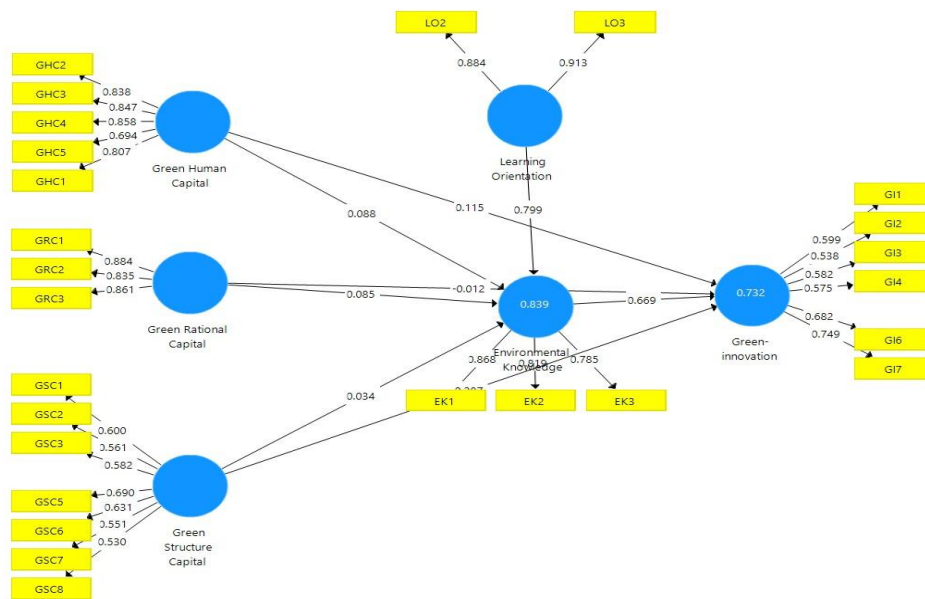 LO2
LO3
0.884
0.913
GHC2
GHC3
GHC4
GHC5
GHC1
0.838
0.847
0.858
0.694
0.807
Green Human
Capital
Learning
Orientation
0.088
0.115
0.799
GRC1
GRC2
GRC3
0.884
0.835
0.861
Green Rational
Capital
-0.012
0.085
0.839
Environmental
Knowledge
0.669
0.732
Green-
innovation
GI1
GI2
GI3
GI4
GI6
GI7
0.599
0.538
0.582
0.575
0.682
0.749
0.868
0.819
0.785
EK1
EK2
EK3
0.034
GSC1
GSC2
GSC3
GSC5
GSC6
GSC7
GSC8
0.600
0.561
0.582
0.690
0.631
0.551
0.530
Green
Structure
Capital